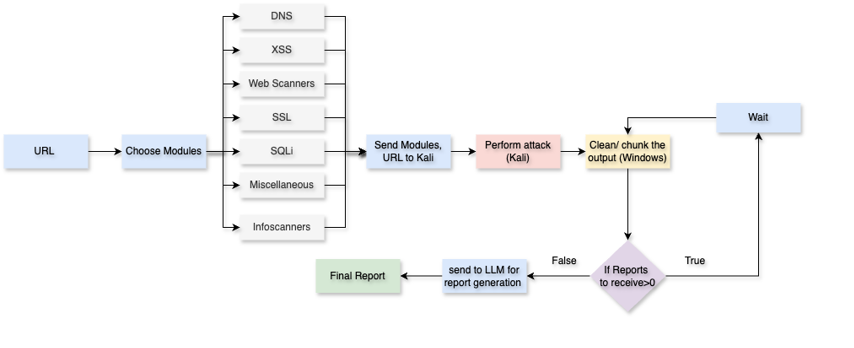 DNS
XSS
Web Scanners
SSL
SQLi
Miscellaneous
Infoscanners
URL
Choose Modules
Send Modules,
URL to Kali
Perform attack
(Kali)
Clean/ chunk the
output (Windows)
Wait
If Reports
to receive>0
True
False
send to LLM for
report generation
Final Report